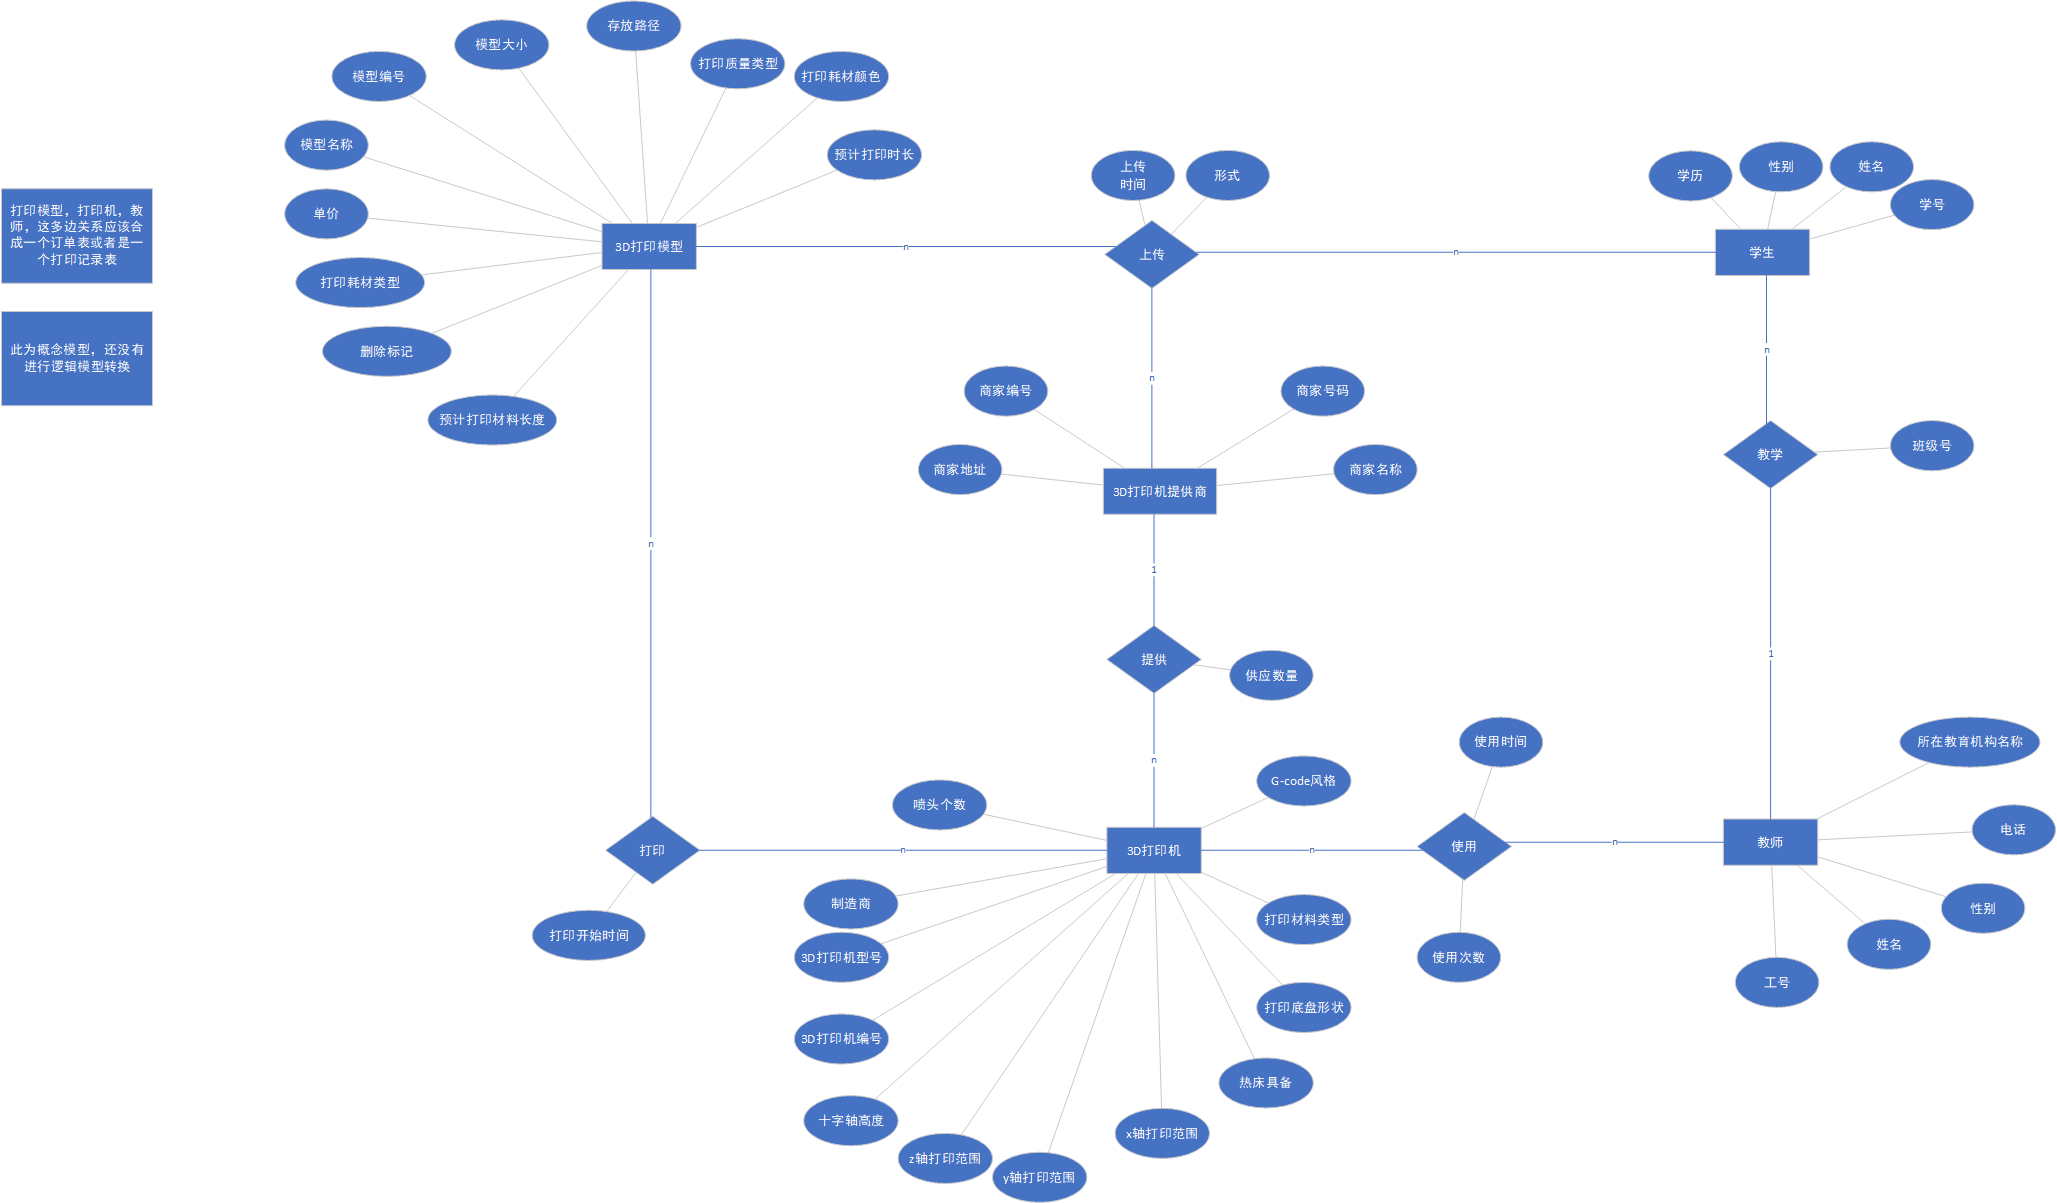 存放路径
模型大小
打印质量类型
打印耗材颜色
模型编号
模型名称
预计打印时长
单价
3D打印模型
打印耗材类型
删除标记
预计打印材料长度
打印模型，打印机，教
师，这多边关系应该合
成一个订单表或者是一
个打印记录表
此为概念模型，还没有
进行逻辑模型转换
n
上传
时间
形式
上传
n
学历
性别
姓名
学号
学生
n
n
商家编号
商家号码
商家地址
商家名称
3D打印机提供商
教学
班级号
n
1
提供
供应数量
1
n
使用时间
所在教育机构名称
喷头个数
G-code风格
电话
打印
n
3D打印机
n
使用
n
教师
打印开始时间
制造商
3D打印机型号
3D打印机编号
十字轴高度
z轴打印范围
y轴打印范围
x轴打印范围
热床具备
打印底盘形状
打印材料类型
使用次数
性别
姓名
工号